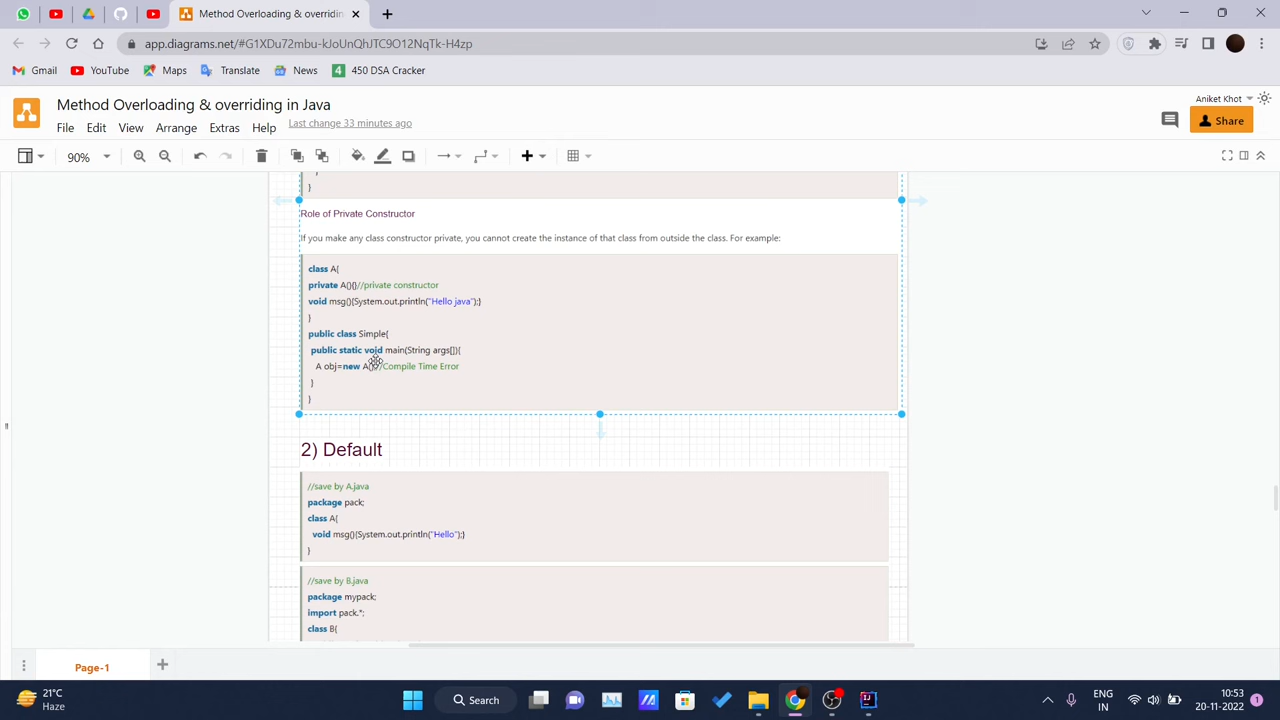 Method Overloading & overriding
app.diagrams.net/#G1XDu72mbu-kJoUnQhJTC9O12NqTk-H4zp
Gmail YouTube Maps Translate News 4 450 DSA Cracker
Method Overloading & overriding in Java
Aniket Khot
File Edit View Arrange Extras Help Last change 33 minutes ago
Share
90%
}
Role of Private Constructor
If you make any class constructor private, you cannot create the instance of that class from outside the class. For example:
class A{
private A(){}//private constructor
void msg(){System.out.println("Hello java");}
}
public class Simple{
public static void main(String args[]){
A obj=new A();//Compile Time Error
}
}
2) Default
//save by A.java
package pack;
class A{
void msg(){System.out.println("Hello");}
}
//save by B.java
package mypack;
import pack.*;
class B{
Page-1
21°C
Haze
Search
ENG
IN
10:53
20-11-2022
1